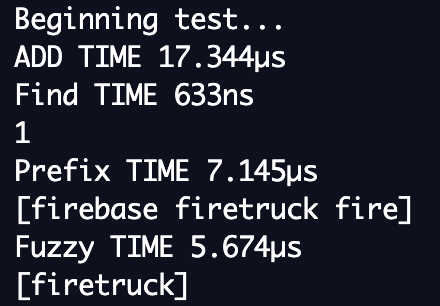 Beginning test...
ADD TIME 17.344µs
Find TIME 633ns
1
Prefix TIME 7.145µs
[firebase firetruck fire]
Fuzzy TIME 5.674µs
[firetruck]